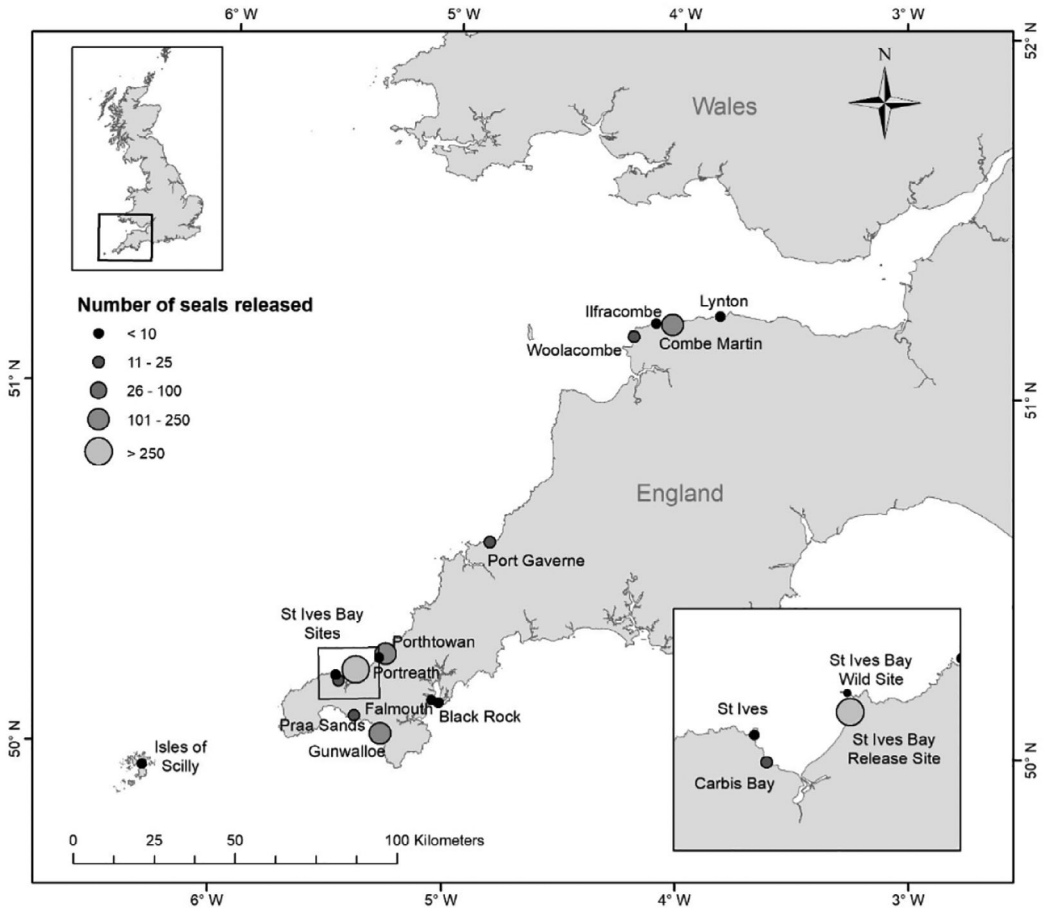 6° W
5° W
4° W
3° W
52° N
N
Wales
Number of seals released
< 10
11 - 25
26 - 100
101 - 250
> 250
Ilfracombe
Lynton
Woolacombe
Combe Martin
51° N
51° N
England
Port Gaverne
St Ives Bay
Sites
Porthtowan
Portreath
Falmouth
Black Rock
Praa Sands
Gunwalloe
Isles of
Scilly
50° N
50° N
St Ives Bay
Wild Site
St Ives
St Ives Bay
Release Site
Carbis Bay
0 25 50 100 Kilometers
6° W
5° W
4° W
3° W